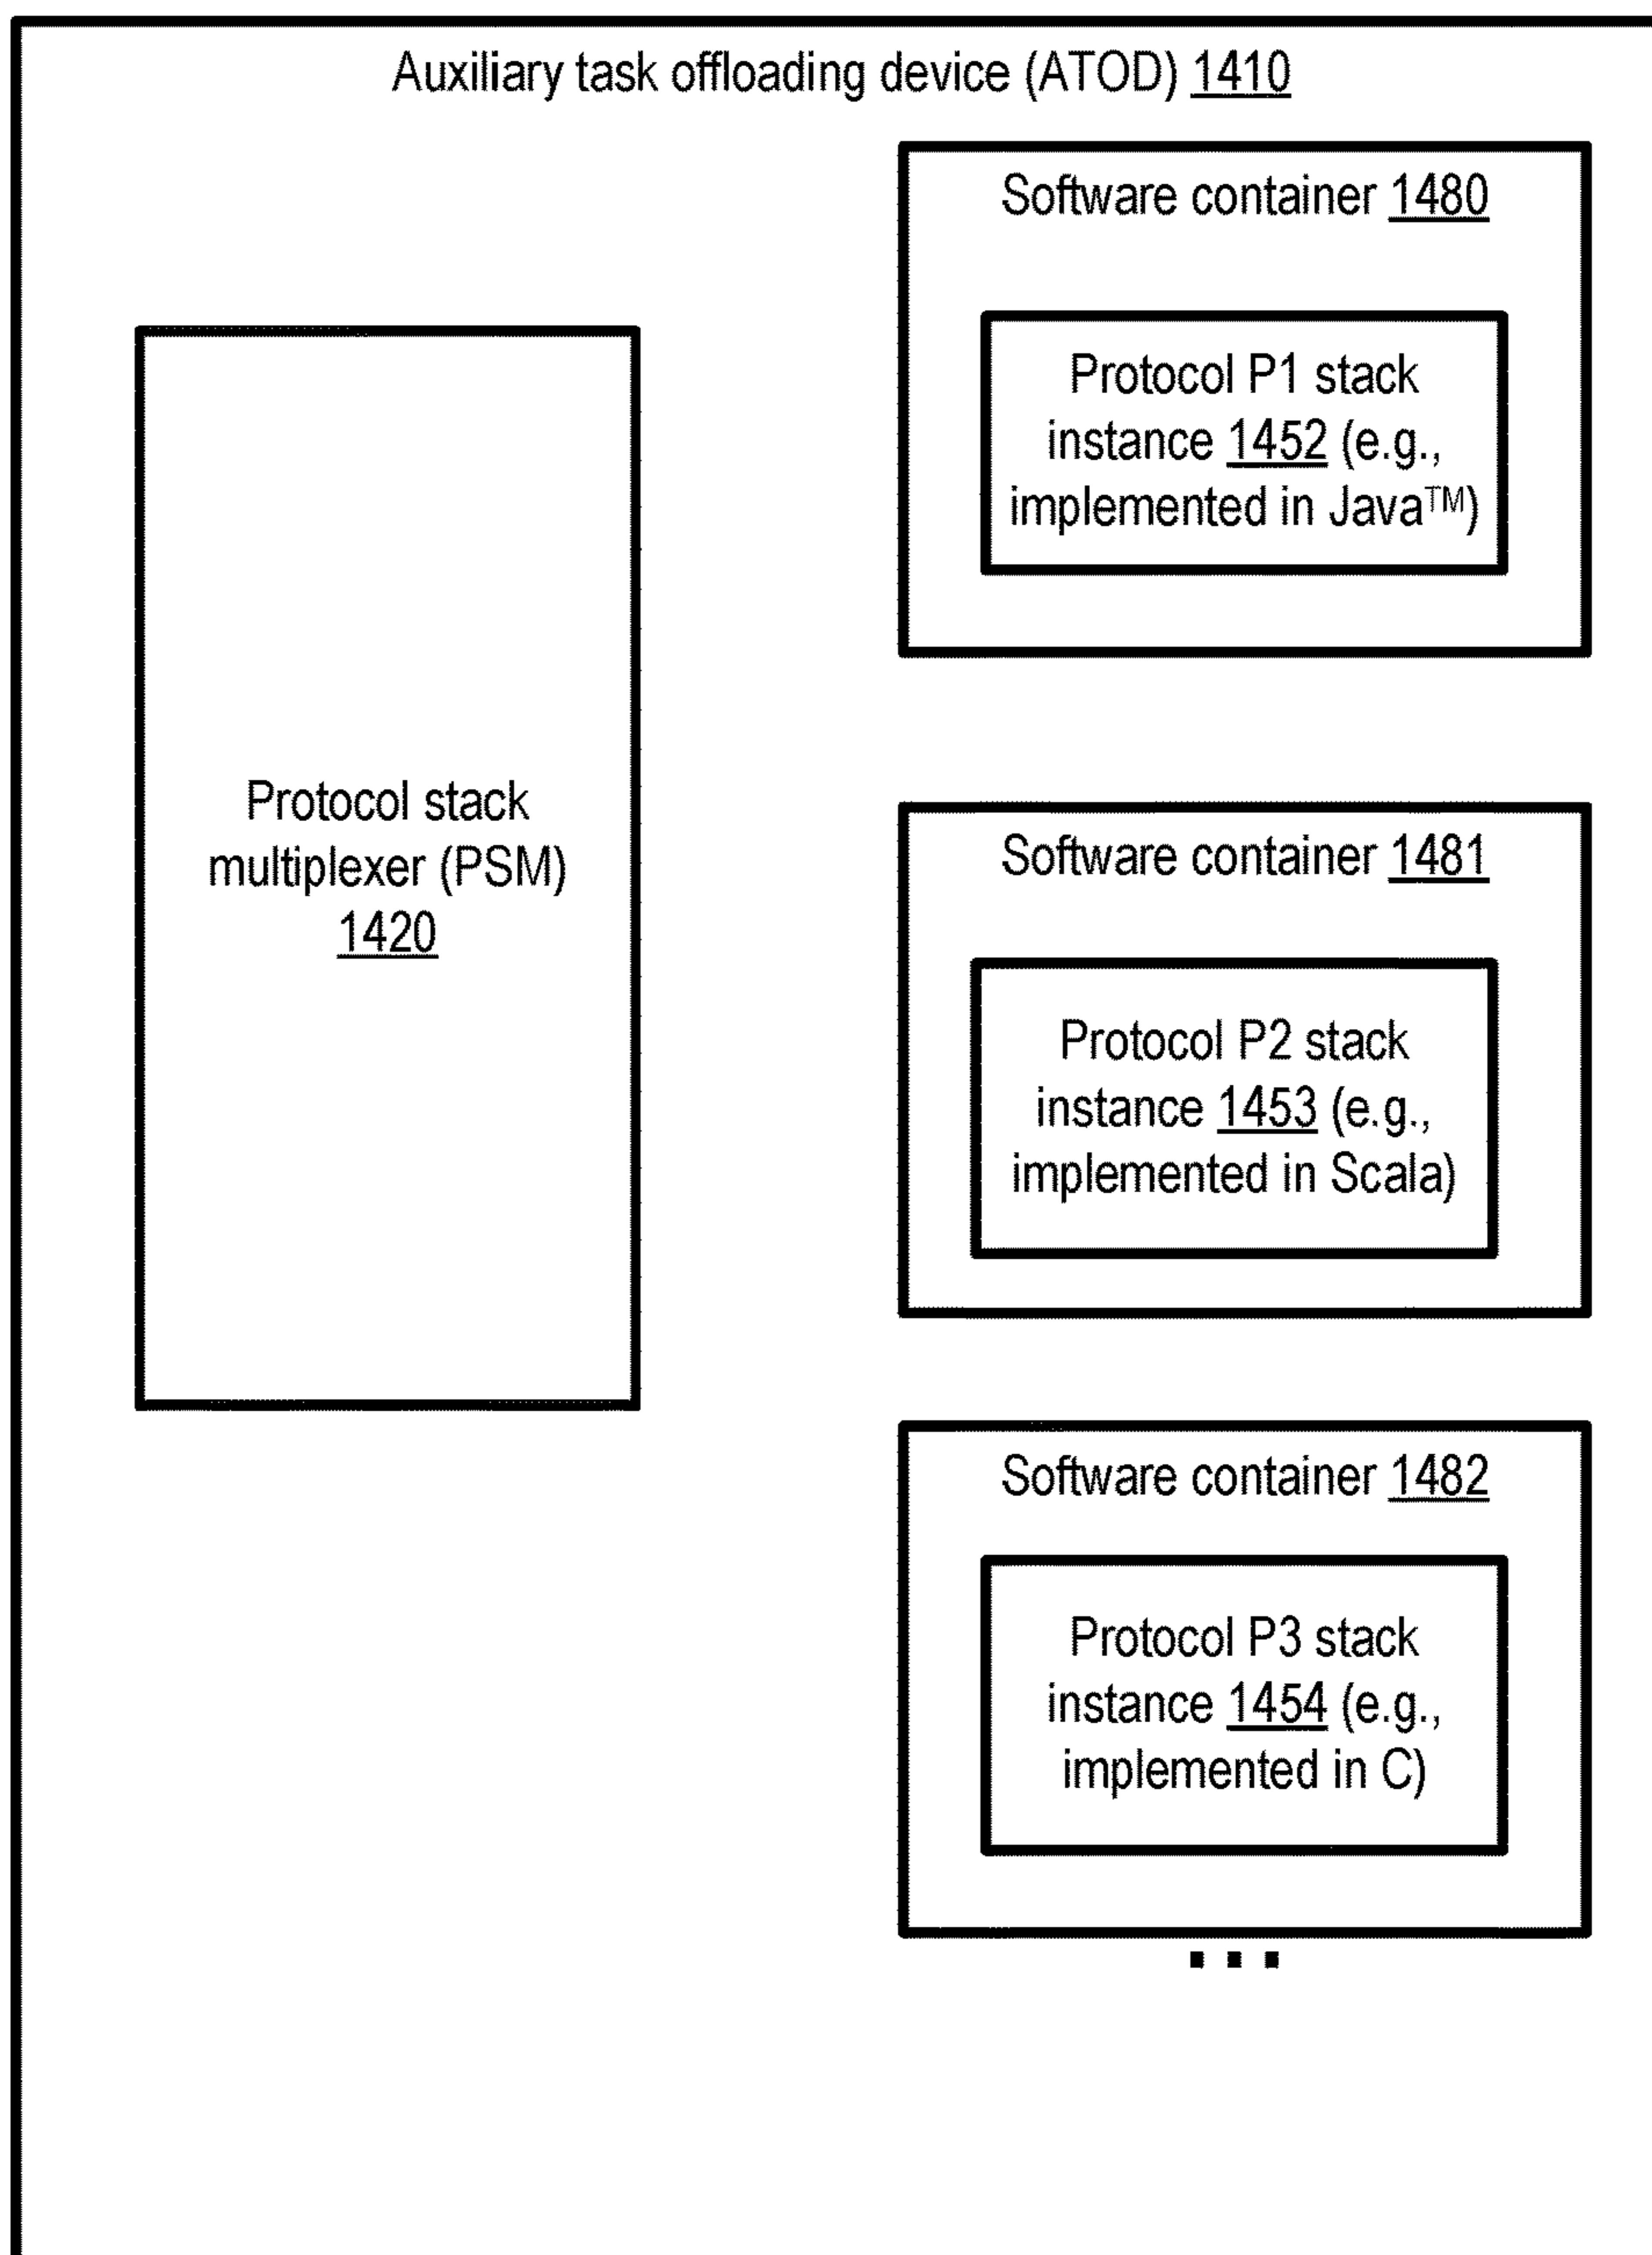 Auxiliary task offloading device (ATOD) 1410
Software container 1480
Protocol P1 stack
instance 1452 (e.g.,
implemented in Java™)
Protocol stack
multiplexer (PSM)
1420
Software container 1481
Protocol P2 stack
instance 1453 (e.g.,
implemented in Scala)
Software container 1482
Protocol P3 stack
instance 1454 (e.g.,
implemented in C)
...